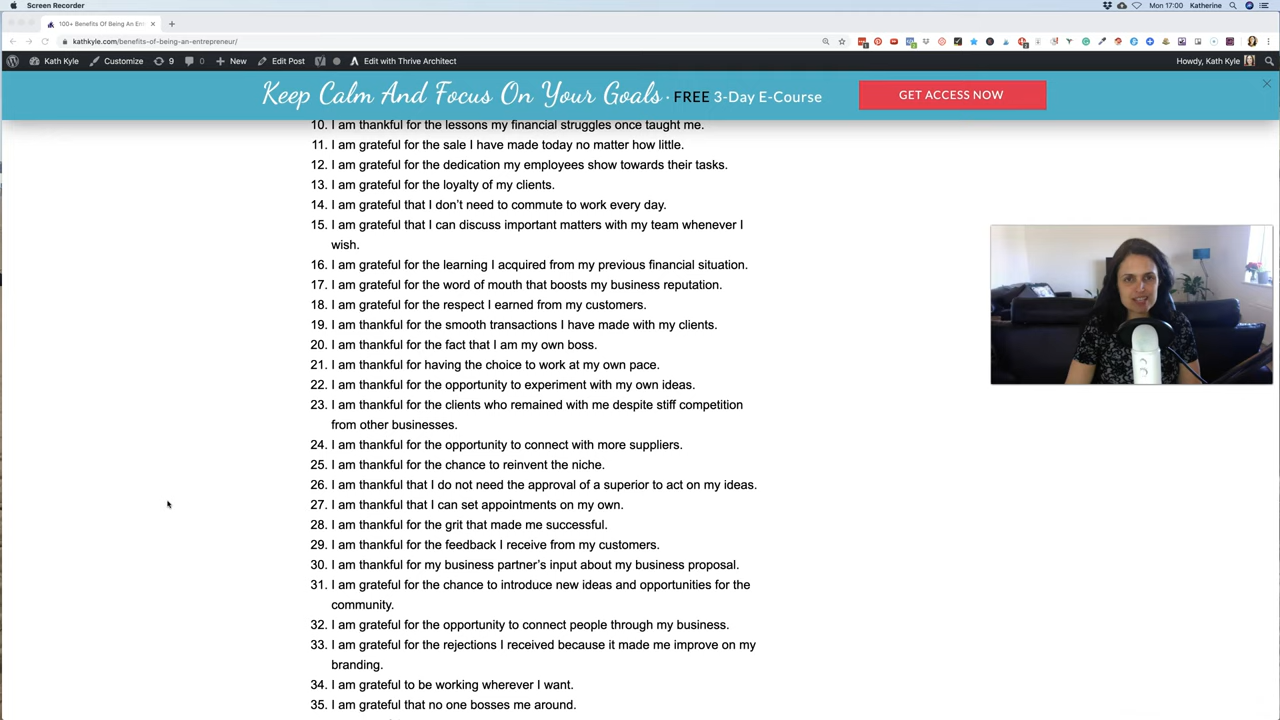 Screen Recorder
Mon 17:00 Katherine
100+ Benefits Of Being An Ent
kathkyle.com/benefits-of-being-an-entrepreneur/
Kath Kyle Customize 9 0 New Edit Post Edit with Thrive Architect Howdy, Kath Kyle
Keep Calm And Focus On Your Goals · FREE 3-Day E-Course GET ACCESS NOW
10. I am thankful for the lessons my financial struggles once taught me.
11. I am grateful for the sale I have made today no matter how little.
12. I am grateful for the dedication my employees show towards their tasks.
13. I am grateful for the loyalty of my clients.
14. I am grateful that I don’t need to commute to work every day.
15. I am grateful that I can discuss important matters with my team whenever I
wish.
16. I am grateful for the learning I acquired from my previous financial situation.
17. I am grateful for the word of mouth that boosts my business reputation.
18. I am grateful for the respect I earned from my customers.
19. I am thankful for the smooth transactions I have made with my clients.
20. I am thankful for the fact that I am my own boss.
21. I am thankful for having the choice to work at my own pace.
22. I am thankful for the opportunity to experiment with my own ideas.
23. I am thankful for the clients who remained with me despite stiff competition
from other businesses.
24. I am thankful for the opportunity to connect with more suppliers.
25. I am thankful for the chance to reinvent the niche.
26. I am thankful that I do not need the approval of a superior to act on my ideas.
27. I am thankful that I can set appointments on my own.
28. I am thankful for the grit that made me successful.
29. I am thankful for the feedback I receive from my customers.
30. I am thankful for my business partner’s input about my business proposal.
31. I am grateful for the chance to introduce new ideas and opportunities for the
community.
32. I am grateful for the opportunity to connect people through my business.
33. I am grateful for the rejections I received because it made me improve on my
branding.
34. I am grateful to be working wherever I want.
35. I am grateful that no one bosses me around.